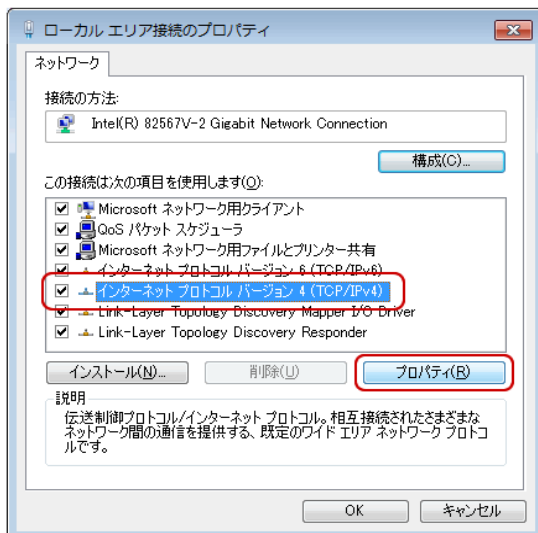 ローカル エリア接続のプロパティ
ネットワーク
接続の方法:
Intel(R) 82567V-2 Gigabit Network Connection
構成(C)...
この接続は次の項目を使用します(O):
Microsoft ネットワーク用クライアント
QoS パケット スケジューラ
Microsoft ネットワーク用ファイルとプリンター共有
インターネット プロトコル バージョン 6 (TCP/IPv6)
インターネット プロトコル バージョン 4 (TCP/IPv4)
Link-Layer Topology Discovery Mapper I/O Driver
Link-Layer Topology Discovery Responder
インストール(N)...
削除(U)
プロパティ(R)
説明
伝送制御プロトコル/インターネット プロトコル。相互接続されたさまざまな
ネットワーク間の通信を提供する、既定のワイド エリア ネットワーク プロトコ
ルです。
OK
キャンセル